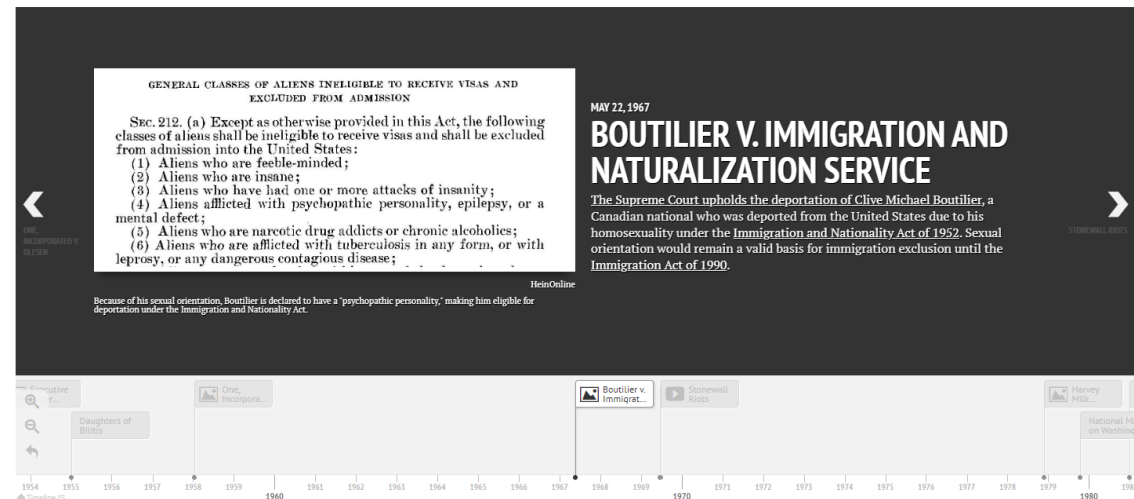 GENERAL CLASSES OF ALIENS INELIGIBLE TO RECEIVE VISAS AND
EXCLUDED FROM ADMISSION
SEC. 212. (a) Except as otherwise provided in this Act, the following
classes of aliens shall be ineligible to receive visas and shall be excluded
from admission into the United States:
(1) Aliens who are feeble-minded;
(2) Aliens who are insane;
(3) Aliens who have had one or more attacks of insanity;
(4) Aliens afflicted with psychopathic personality, epilepsy, or a
mental defect;
(5) Aliens who are narcotic drug addicts or chronic alcoholics;
(6) Aliens who are afflicted with tuberculosis in any form, or with
leprosy, or any dangerous contagious disease;
HeinOnline
Because of his sexual orientation, Boutilier is declared to have a "psychopathic personality," making him eligible for
deportation under the Immigration and Nationality Act.
MAY 22, 1967
BOUTILIER V. IMMIGRATION AND
NATURALIZATION SERVICE
The Supreme Court upholds the deportation of Clive Michael Boutilier, a
Canadian national who was deported from the United States due to his
homosexuality under the Immigration and Nationality Act of 1952. Sexual
orientation would remain a valid basis for immigration exclusion until the
Immigration Act of 1990.
ONE,
INCORPORATED V.
OLESEN
STONEWALL RIOTS
Executive
Daughters of
Bilitis
One,
Incorpora...
Boutilier v.
Immigrat...
Stonewall
Riots
Harvey
Milk...
National M
on Washing
1954 1955 1956 1957 1958 1959 1961 1962 1963 1964 1965 1966 1967 1968 1969 1971 1972 1973 1974 1975 1976 1977 1978 1979 198
1960 1970 1980
TimelineJS